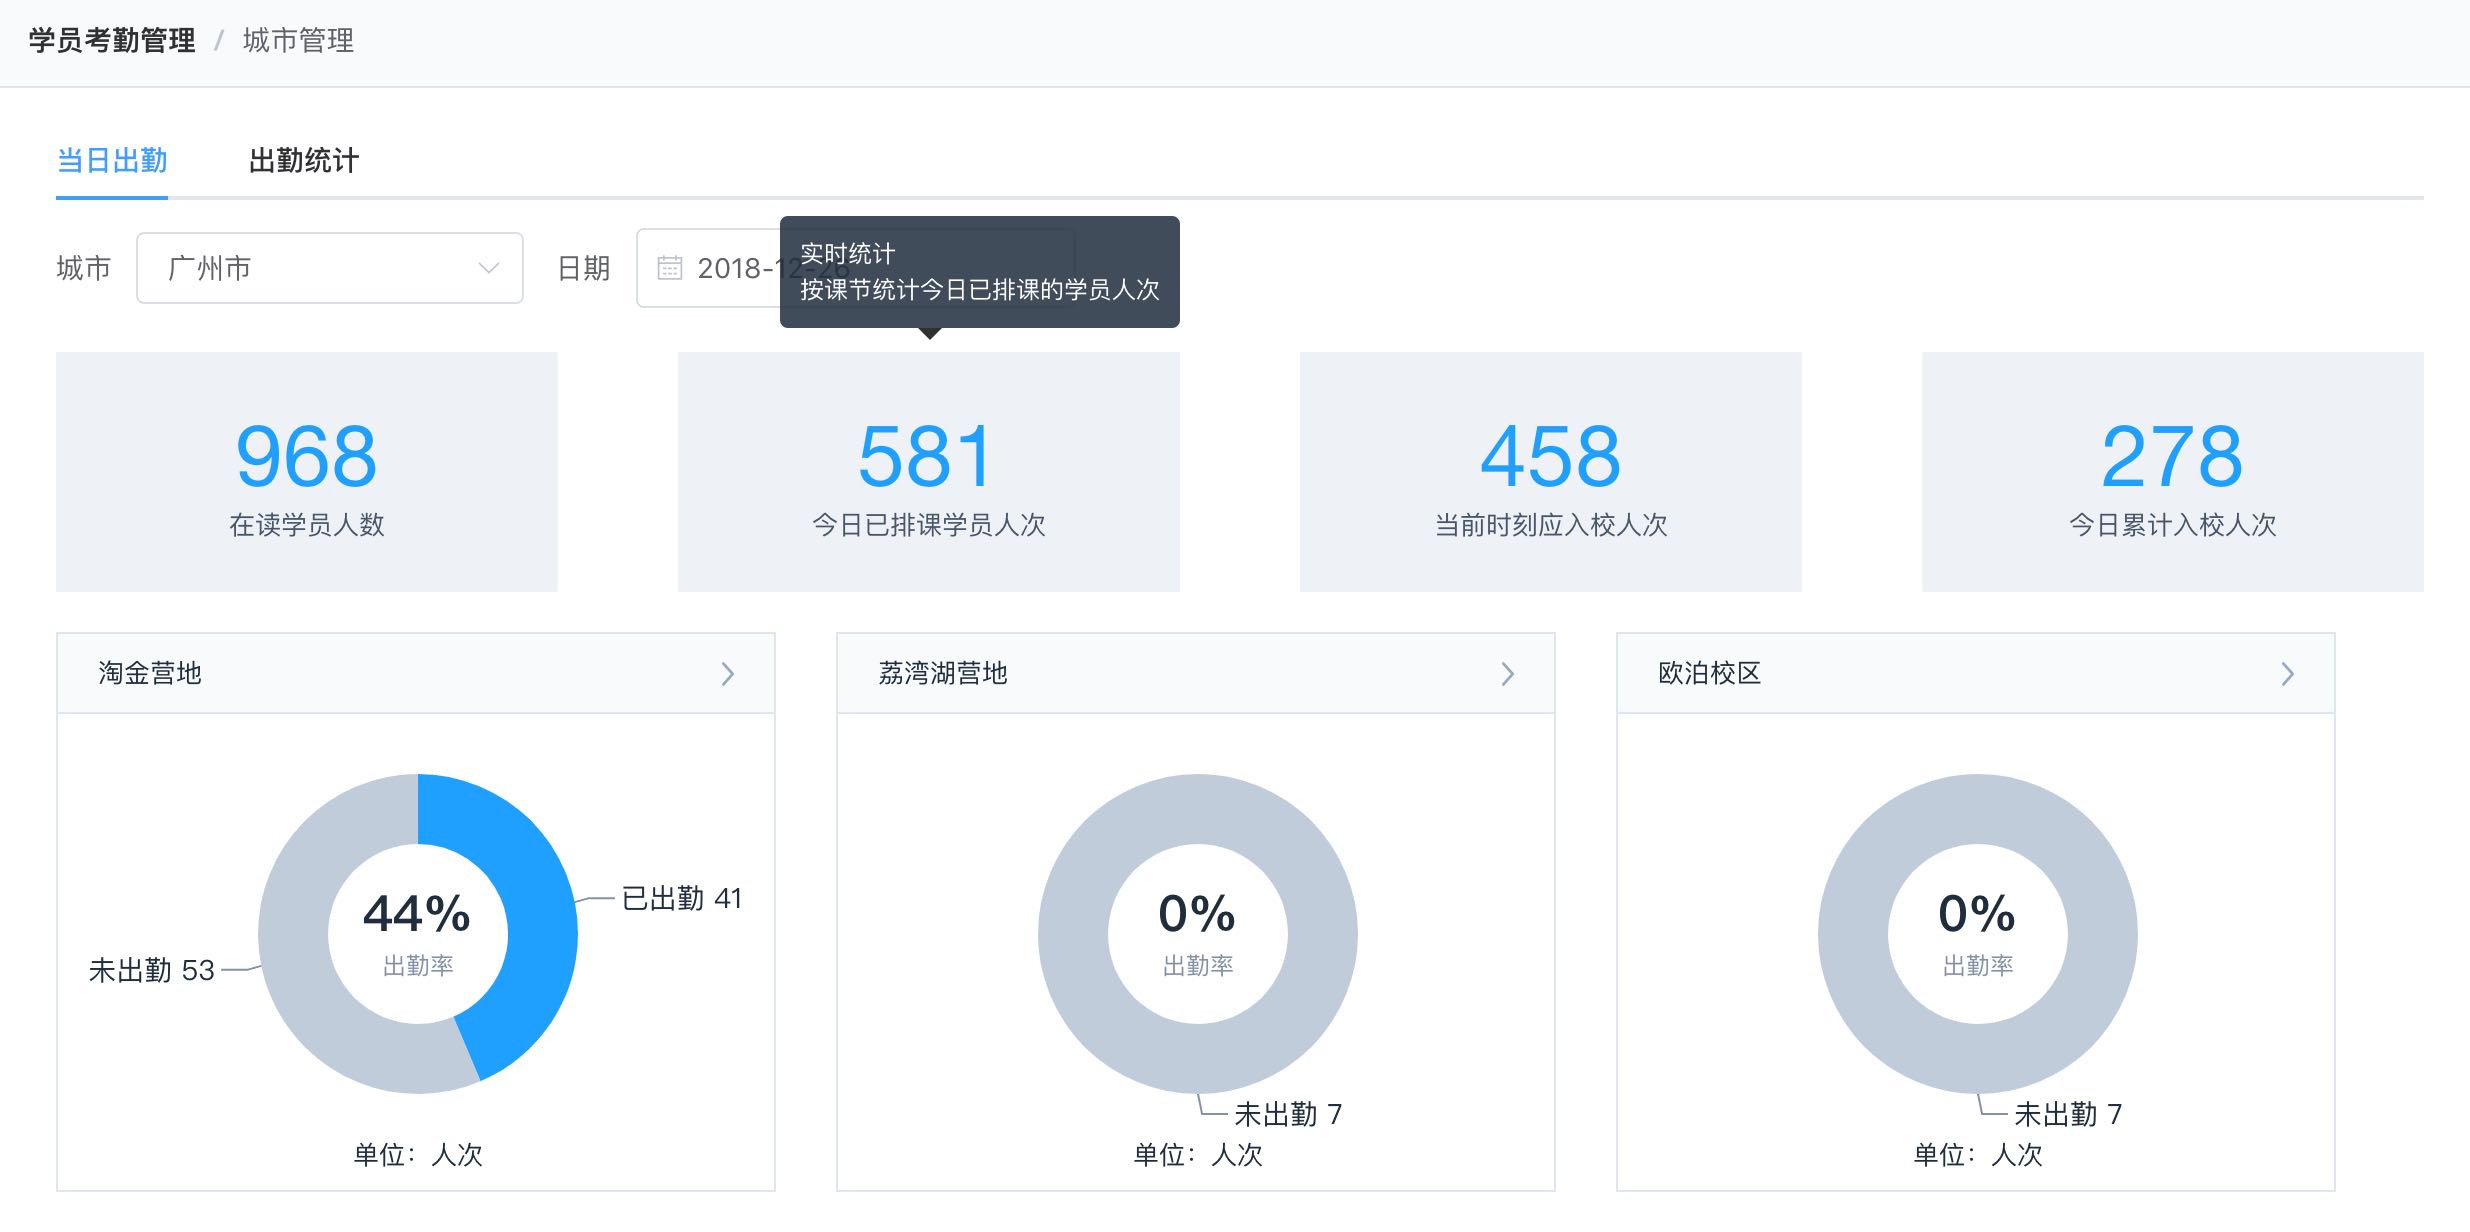 学员考勤管理 / 城市管理
当日出勤 出勤统计
城市 广州市 日期 2018-12-26
实时统计
按课节统计今日已排课的学员人次
968 581 458 278
在读学员人数 今日已排课学员人次 当前时刻应入校人次 今日累计入校人次
淘金营地 荔湾湖营地 欧泊校区
44% 0% 0%
已出勤 41
出勤率 出勤率 出勤率
未出勤 53
未出勤 7 未出勤 7
单位：人次 单位：人次 单位：人次